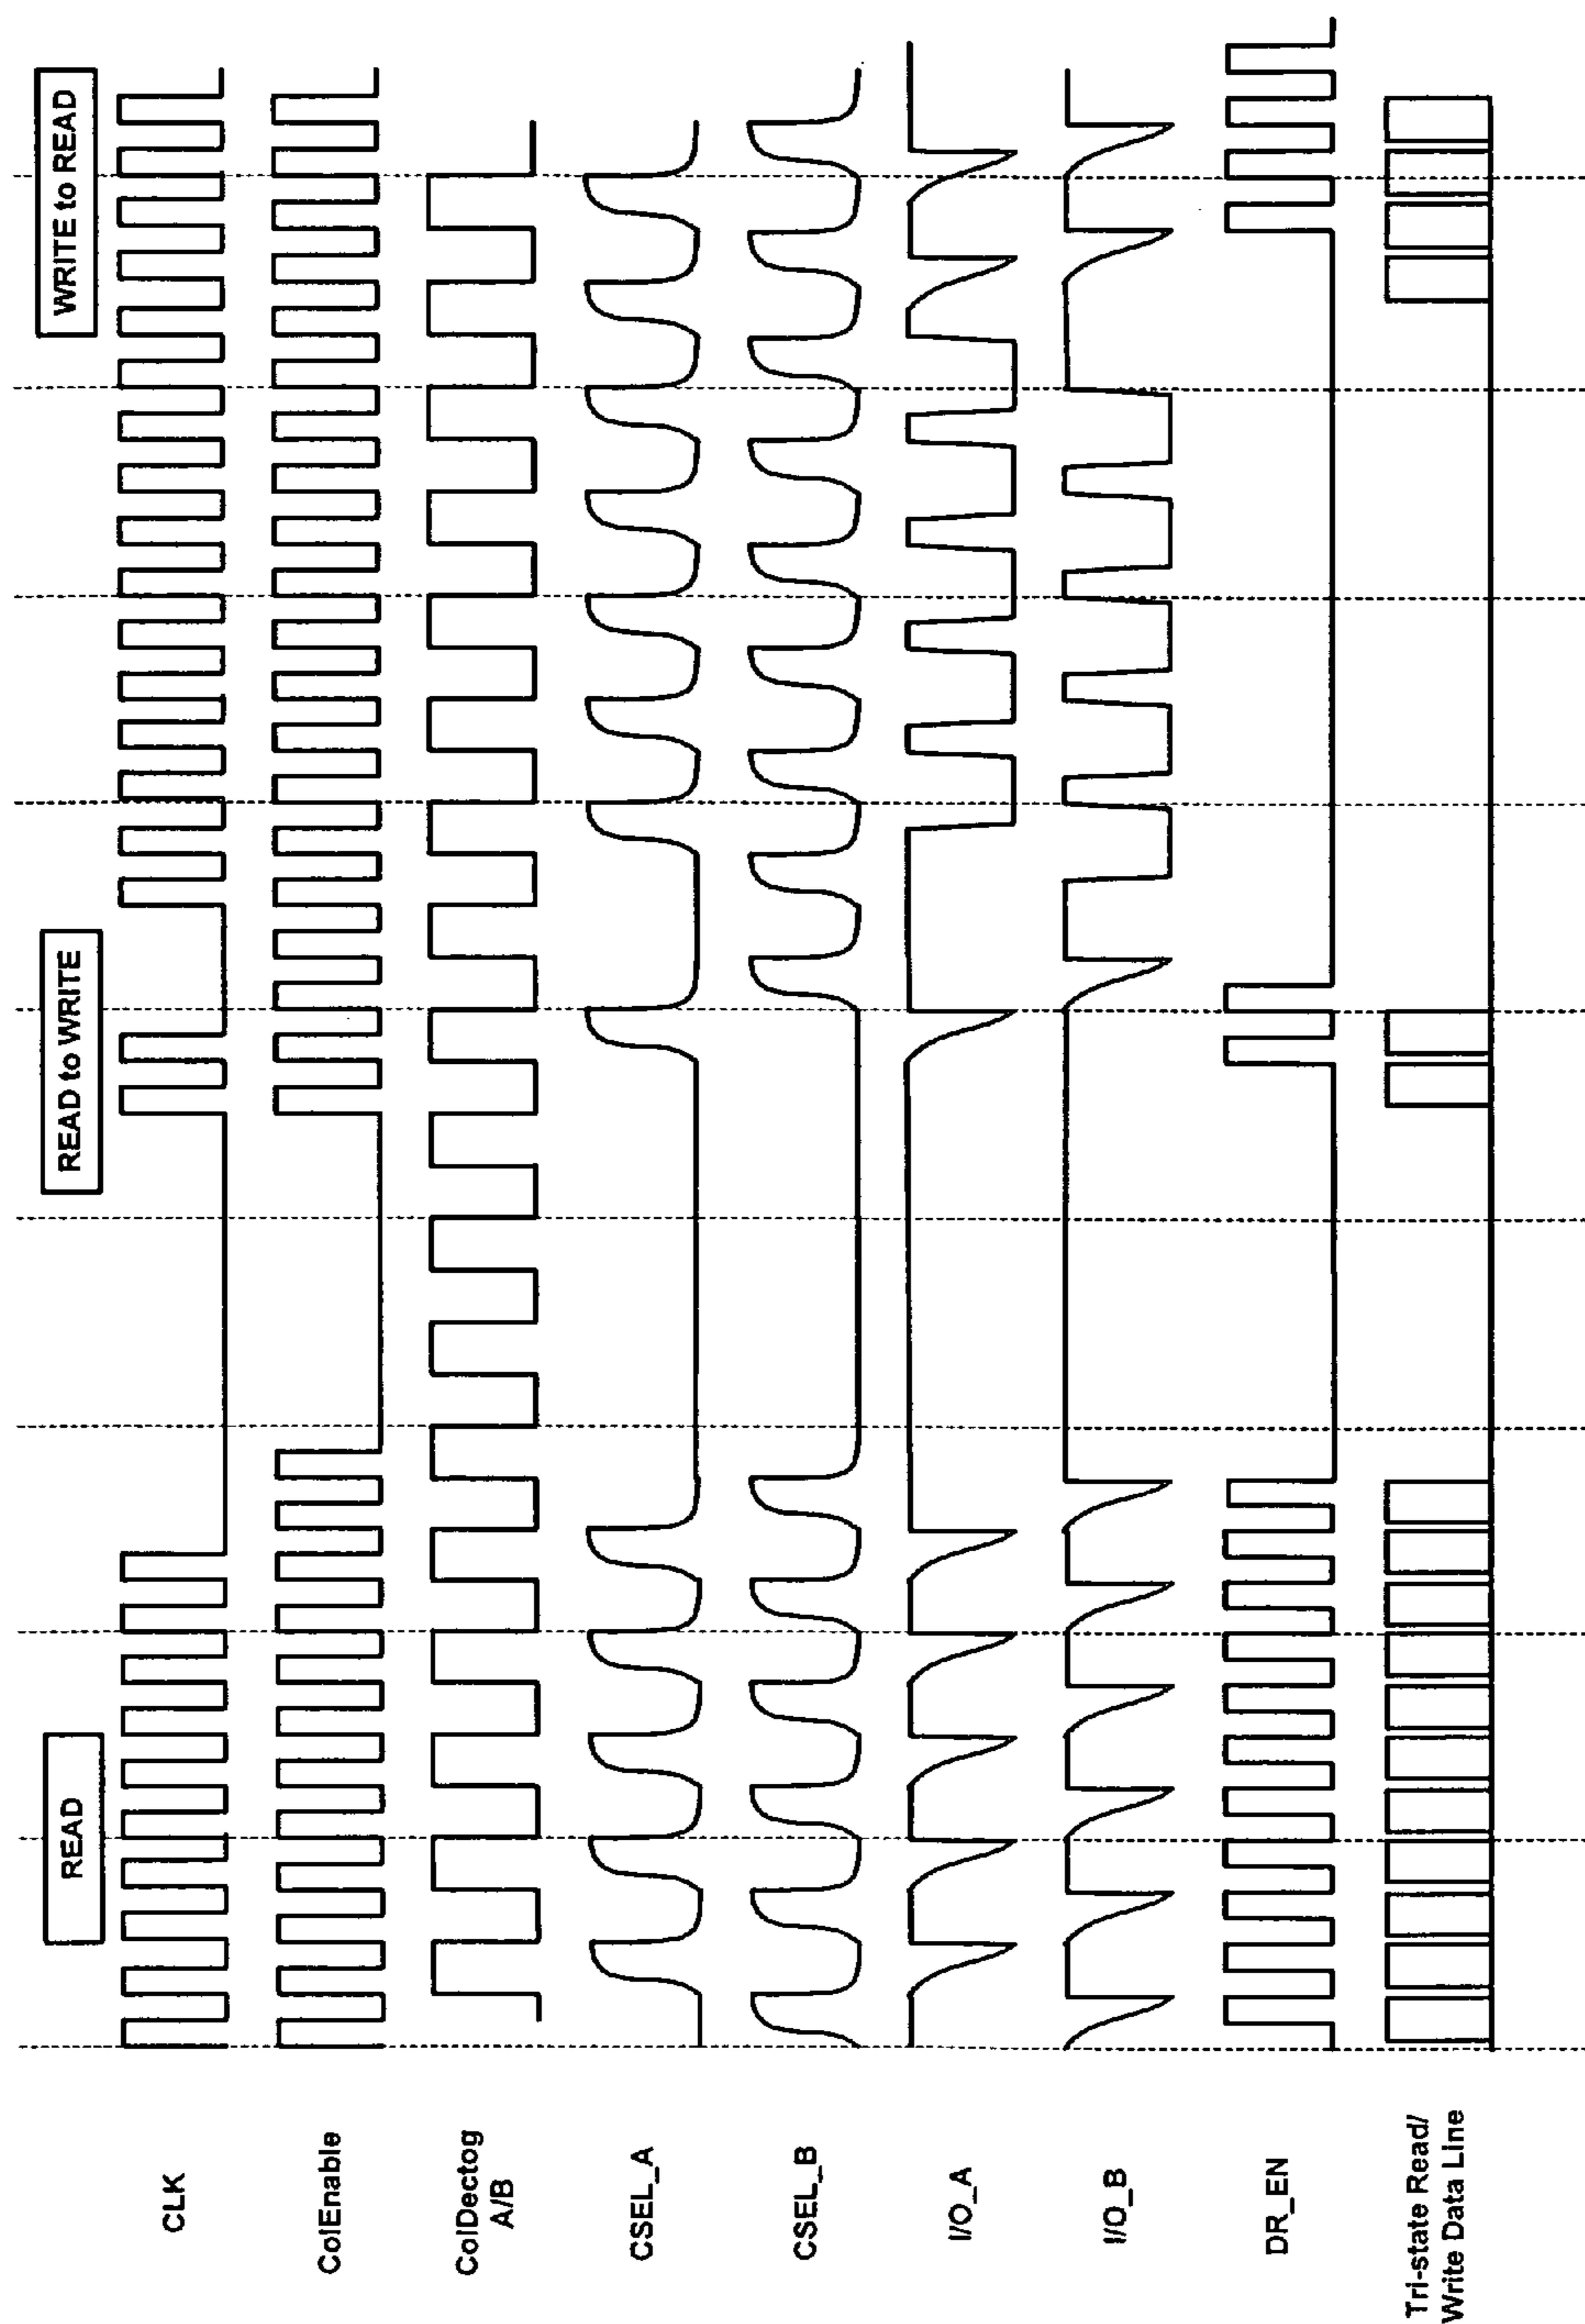 READ
READ to WRITE
WRITE to READ
CLK
ColEnable
ColDectog
A/B
CSEL_A
CSEL_B
I/O_A
I/O_B
DR_EN
Tri-state Read/
Write Data Line